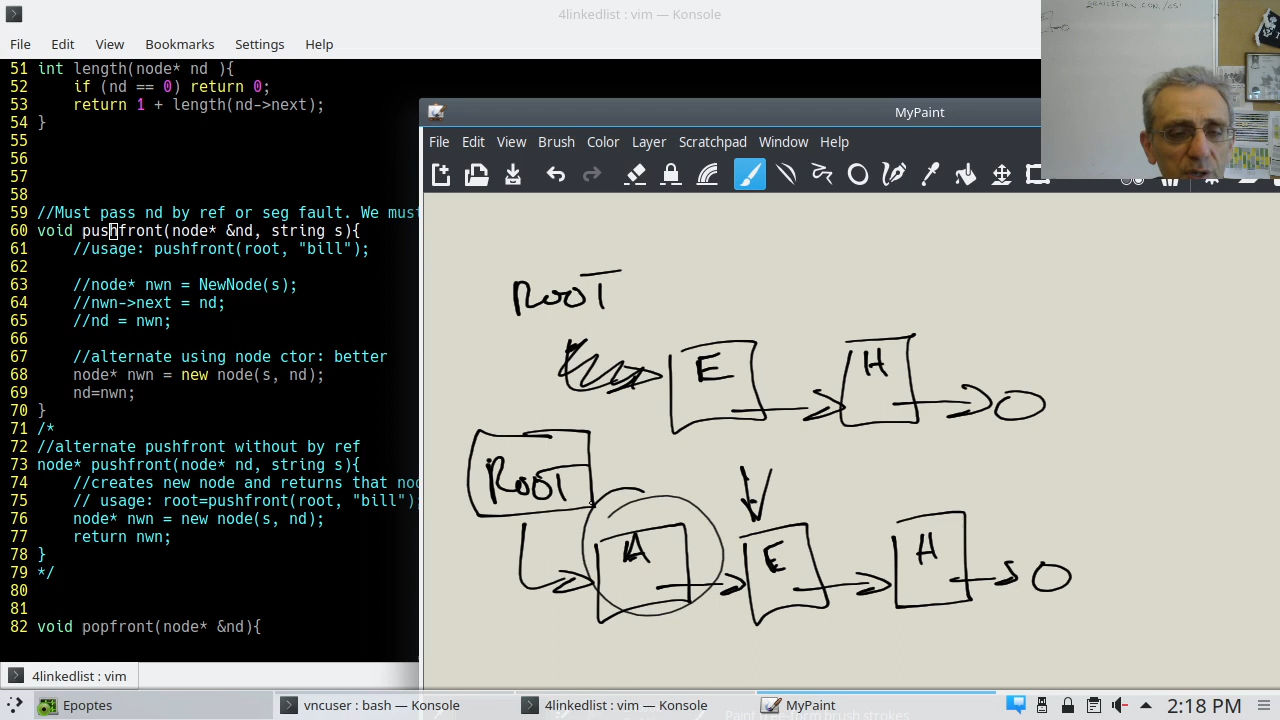 4linkedlist : vim — Konsole
File Edit View Bookmarks Settings Help
51 int length(node* nd ){
52 if (nd == 0) return 0;
53 return 1 + length(nd->next);
54 }
55
56
57
58
59 //Must pass nd by ref or seg fault. We must
60 void pushfront(node* &nd, string s){
61 //usage: pushfront(root, "bill");
62
63 //node* nwn = NewNode(s);
64 //nwn->next = nd;
65 //nd = nwn;
66
67 //alternate using node ctor: better
68 node* nwn = new node(s, nd);
69 nd=nwn;
70 }
71 /*
72 //alternate pushfront without by ref
73 node* pushfront(node* nd, string s){
74 //creates new node and returns that nod
75 // usage: root=pushfront(root, "bill");
76 node* nwn = new node(s, nd);
77 return nwn;
78 }
79 */
80
81
82 void popfront(node* &nd){
4linkedlist : vim
MyPaint
File Edit View Brush Color Layer Scratchpad Window Help
ROOT
E H 0
ROOT
A E H 0
Paint free-form brush strokes
Epoptes vncuser : bash — Konsole 4linkedlist : vim — Konsole MyPaint 2:18 PM